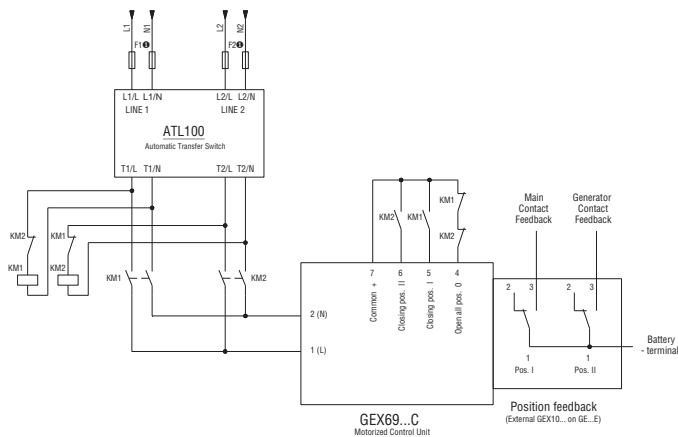 L1
N1
L2
N2
F1❶
F2❶
L1/L L1/N
L2/L L2/N
LINE 1
LINE 2
ATL100
Automatic Transfer Switch
T1/L T1/N
T2/L T2/N
KM2
KM1
KM1
KM2
KM1
KM2
KM2
KM1
KM1
KM2
7
6
5
4
Common +
Closing pos. II
Closing pos. I
Open all pos. 0
2 (N)
1 (L)
GEX69...C
Motorized Control Unit
Main
Contact
Feedback
Generator
Contact
Feedback
2 3
2 3
1
Pos. I
1
Pos. II
Battery
- terminal
Position feedback
(External GEX10... on GE...E)